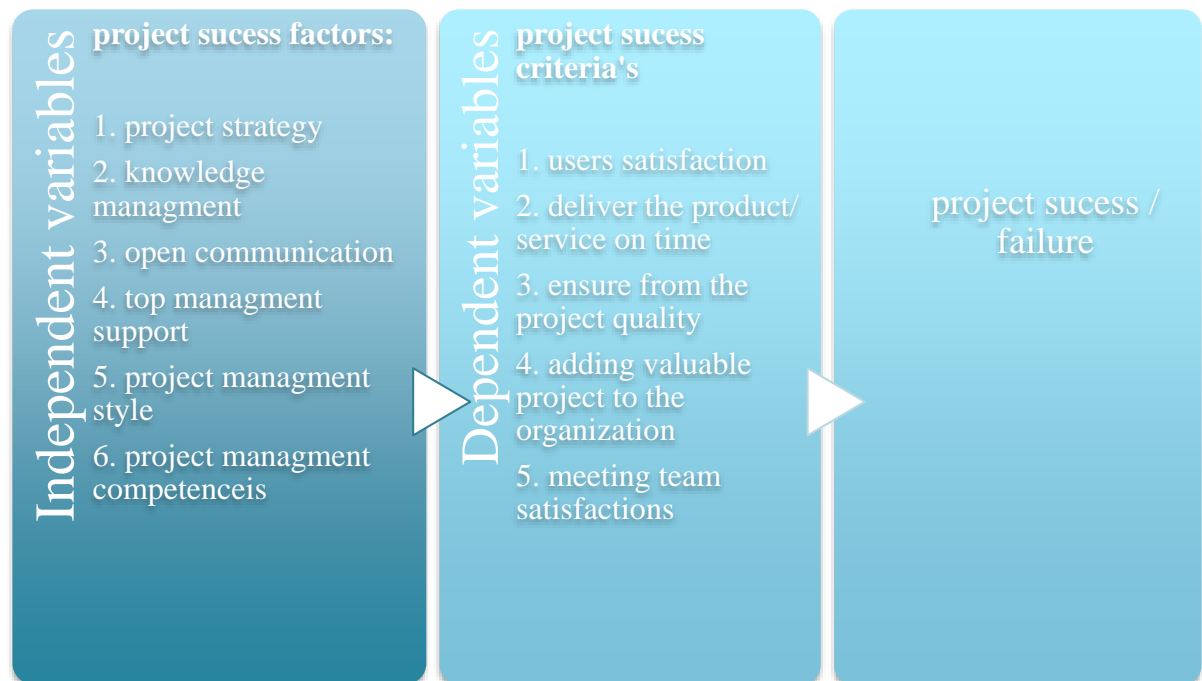 Independent variables
project sucess factors:
1. project strategy
2. knowledge
managment
3. open communication
4. top managment
support
5. project managment
style
6. project managment
competenceis
Dependent variables
project sucess
criteria's
1. users satisfaction
2. deliver the product/
service on time
3. ensure from the
project quality
4. adding valuable
project to the
organization
5. meeting team
satisfactions
project sucess /
failure